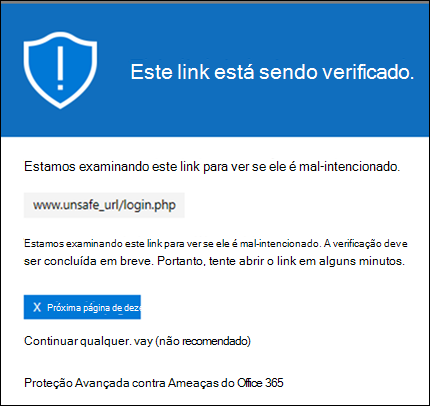 Este link está sendo verificado.
Estamos examinando este link para ver se ele é mal-intencionado.
www.unsafe_url/login.php
Estamos examinando este link para ver se ele é mal-intencionado. A verificação deve
ser concluída em breve. Portanto, tente abrir o link em alguns minutos.
X Próxima página de deze
Continuar qualquer. vay (não recomendado)
Proteção Avançada contra Ameaças do Office 365